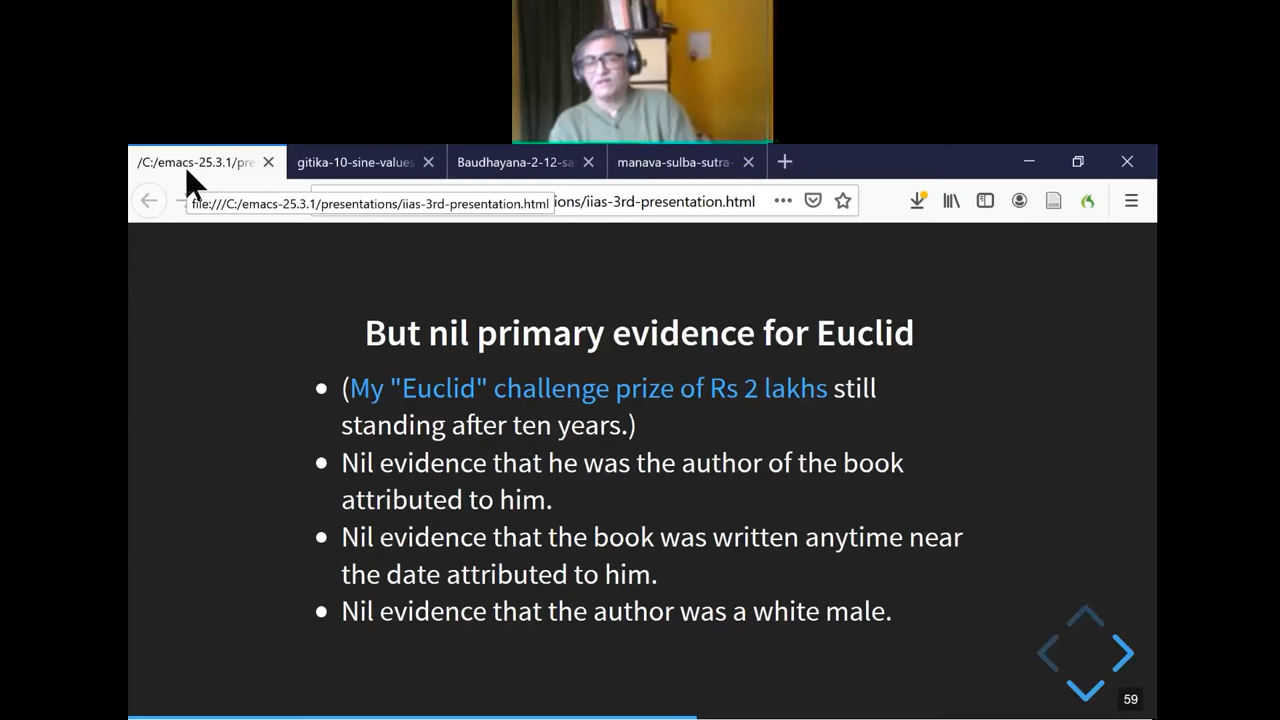 /C:/emacs-25.3.1/pre
gitika-10-sine-values
Baudhayana-2-12-sa
manava-sulba-sutra-
file:///C:/emacs-25.3.1/presentations/iias-3rd-presentation.html
ions/iias-3rd-presentation.html
But nil primary evidence for Euclid
(My "Euclid" challenge prize of Rs 2 lakhs still
standing after ten years.)
Nil evidence that he was the author of the book
attributed to him.
Nil evidence that the book was written anytime near
the date attributed to him.
Nil evidence that the author was a white male.
59